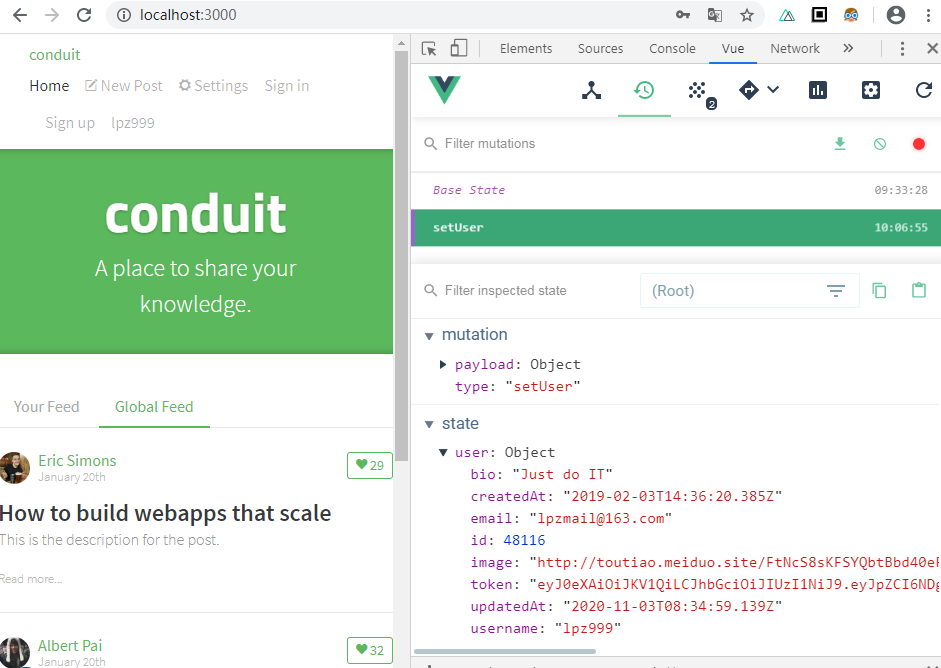 localhost:3000
conduit
Home New Post Settings Sign in
Sign up lpz999
conduit
A place to share your
knowledge.
Your Feed Global Feed
Eric Simons
January 20th
29
How to build webapps that scale
This is the description for the post.
Read more...
Albert Pai
January 20th
32
Elements Sources Console Vue Network »
2
Filter mutations
Base State 09:33:28
setUser 10:06:55
Filter inspected state (Root)
mutation
payload: Object
type: "setUser"
state
user: Object
bio: "Just do IT"
createdAt: "2019-02-03T14:36:20.385Z"
email: "lpzmail@163.com"
id: 48116
image: "http://toutiao.meiduo.site/FtNcS8sKFSYQbtBbd40eF
token: "eyJ0eXAiOiJKV1QiLCJhbGciOiJIUzI1NiJ9.eyJpZCI6NDg
updatedAt: "2020-11-03T08:34:59.139Z"
username: "lpz999"